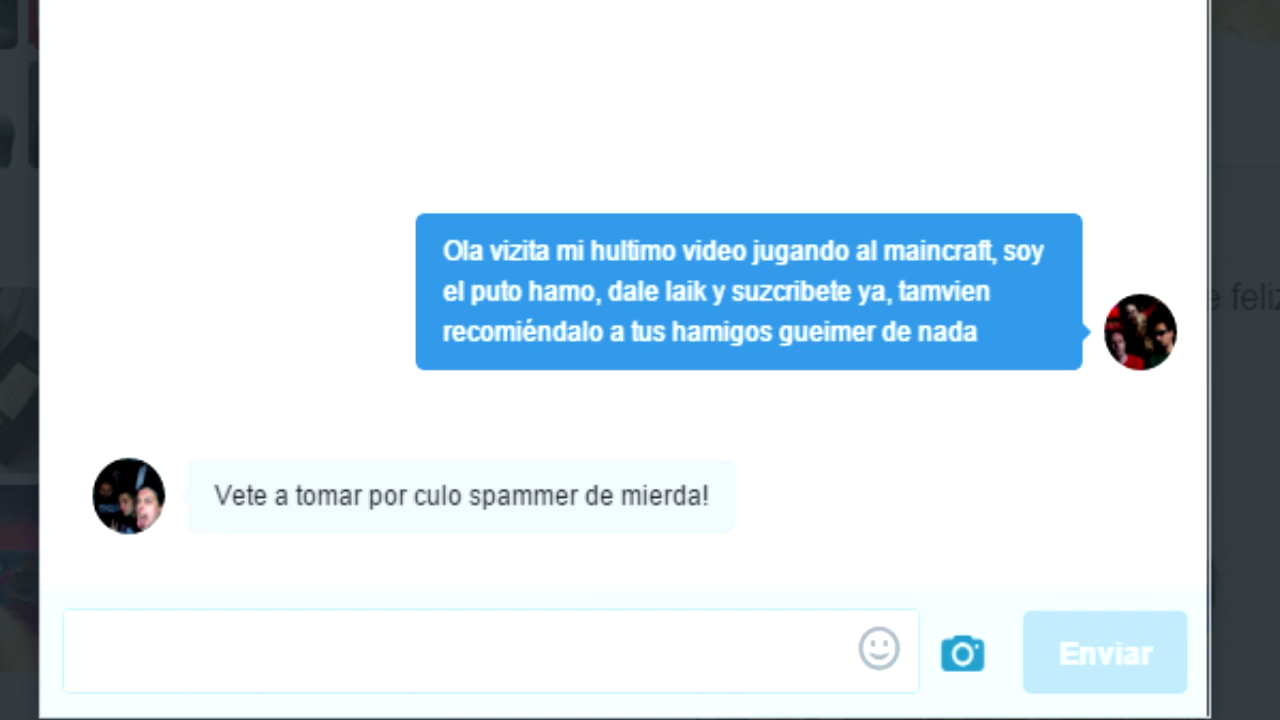 Ola vizita mi hultimo video jugando al maincraft, soy
el puto hamo, dale laik y suzcribete ya, tamvien
recomiéndalo a tus hamigos gueimer de nada
Vete a tomar por culo spammer de mierda!
Enviar